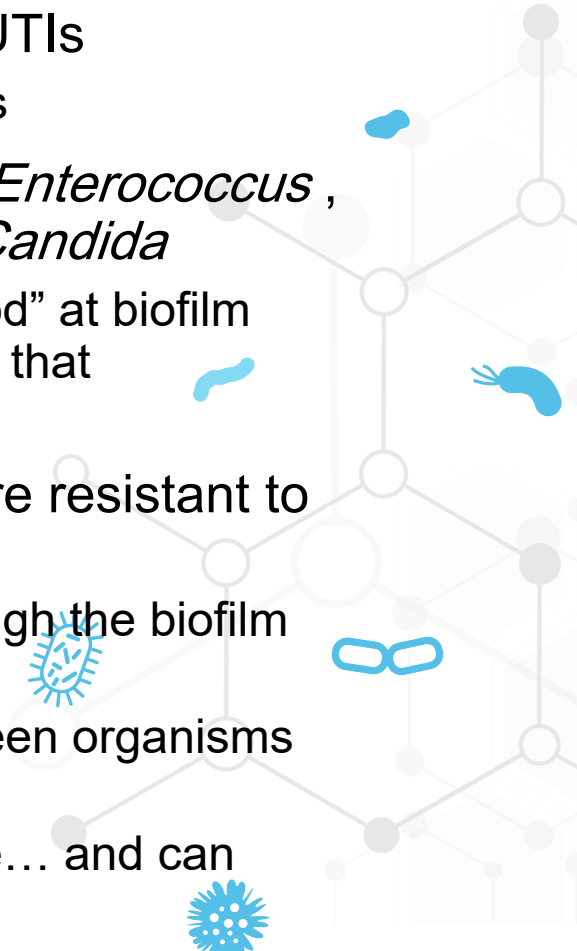 UTIs
s
Enterococcus ,
Candida
od” at biofilm
that
re resistant to
gh the biofilm
een organisms
e… and can